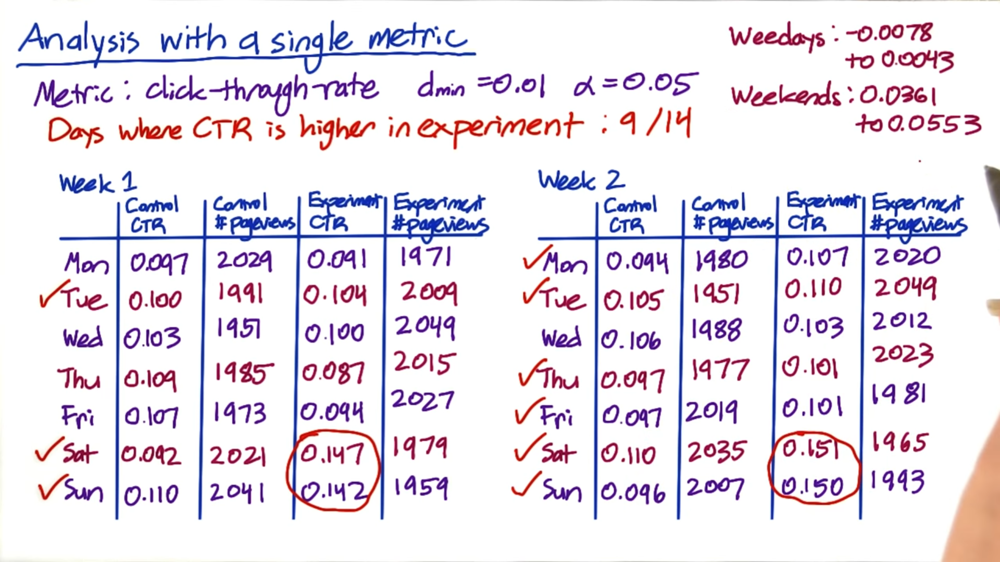 Analysis with a single metric
Metric: click-through-rate dmin =0.01 α=0.05
Days where CTR is higher in experiment: 9/14
Weedays: -0.0078
to 0.0043
Weekends: 0.0361
to 0.0553
Week 1
Control CTR Control # pageviews Experiment CTR Experiment #pageviews
Mon 0.097 2029 0.091 1971
✓Tue 0.100 1991 0.104 2009
Wed 0.103 1951 0.100 2049
Thu 0.109 1985 0.087 2015
Fri 0.107 1973 0.094 2027
✓Sat 0.092 2021 0.147 1979
✓Sun 0.110 2041 0.142 1959
Week 2
Control CTR Control # pageviews Experiment CTR Experiment #pageviews
✓Mon 0.094 1980 0.107 2020
✓Tue 0.105 1951 0.110 2049
Wed 0.106 1988 0.103 2012
✓Thu 0.097 1977 0.101 2023
✓Fri 0.097 2019 0.101 1981
✓Sat 0.110 2035 0.151 1965
✓Sun 0.096 2007 0.150 1993